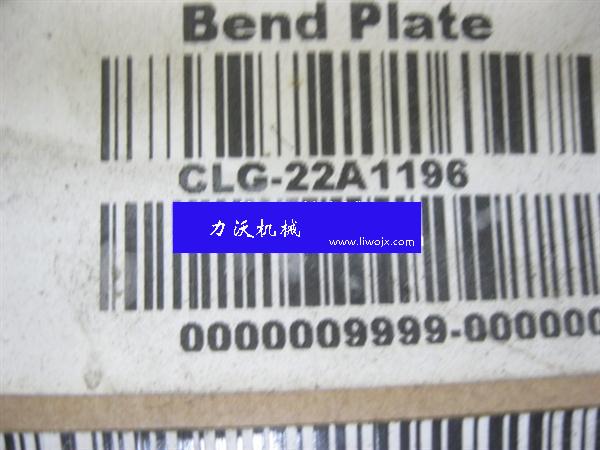 Bend Plate
CLG-22A1196
力沃机械
www.liwojx.com
0000009999-000000